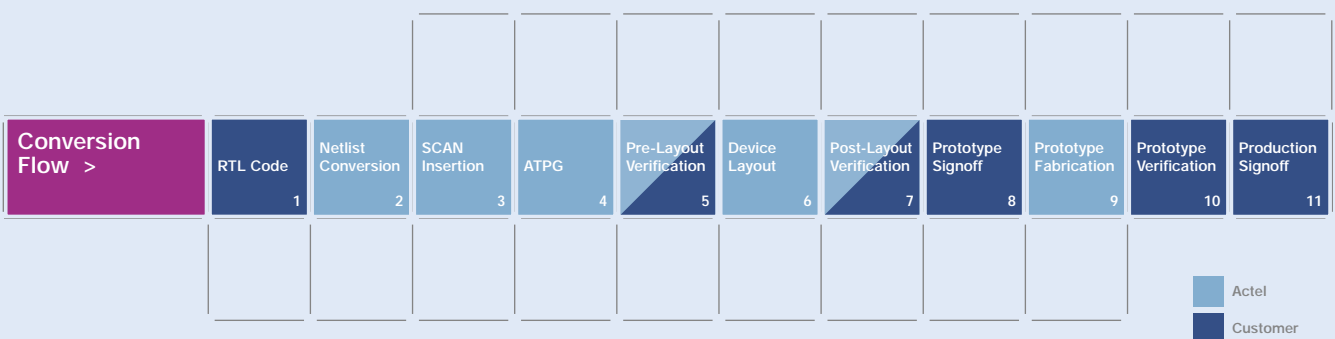 Conversion
Flow >
RTL Code
1
Netlist
Conversion
2
SCAN
Insertion
3
ATPG
4
Pre-Layout
Verification
5
Device
Layout
6
Post-Layout
Verification
7
Prototype
Signoff
8
Prototype
Fabrication
9
Prototype
Verification
10
Production
Signoff
11
Actel
Customer